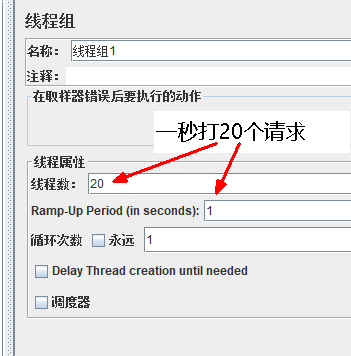 线程组
名称： 线程组1
注释：
在取样器错误后要执行的动作
一秒打20个请求
线程属性
线程数： 20
Ramp-Up Period (in seconds): 1
循环次数 永远 1
Delay Thread creation until needed
调度器